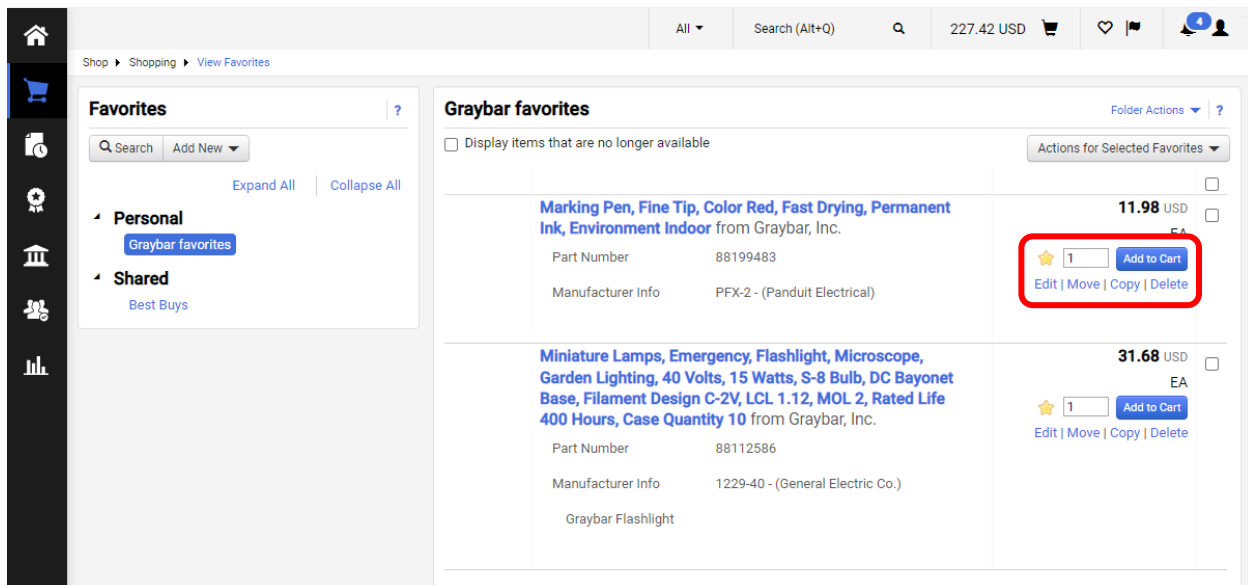 All
Search (Alt+Q)
227.42 USD
4
Shop Shopping View Favorites
Favorites
?
Search
Add New
Expand All
Collapse All
Personal
Graybar favorites
Shared
Best Buys
Graybar favorites
Folder Actions
?
Display items that are no longer available
Actions for Selected Favorites
Marking Pen, Fine Tip, Color Red, Fast Drying, Permanent
Ink, Environment Indoor from Graybar, Inc.
11.98 USD
EA
Part Number
88199483
1
Add to Cart
Edit | Move | Copy | Delete
Manufacturer Info
PFX-2 - (Panduit Electrical)
Miniature Lamps, Emergency, Flashlight, Microscope,
Garden Lighting, 40 Volts, 15 Watts, S-8 Bulb, DC Bayonet
Base, Filament Design C-2V, LCL 1.12, MOL 2, Rated Life
400 Hours, Case Quantity 10 from Graybar, Inc.
31.68 USD
EA
1
Add to Cart
Edit | Move | Copy | Delete
Part Number
88112586
Manufacturer Info
1229-40 - (General Electric Co.)
Graybar Flashlight